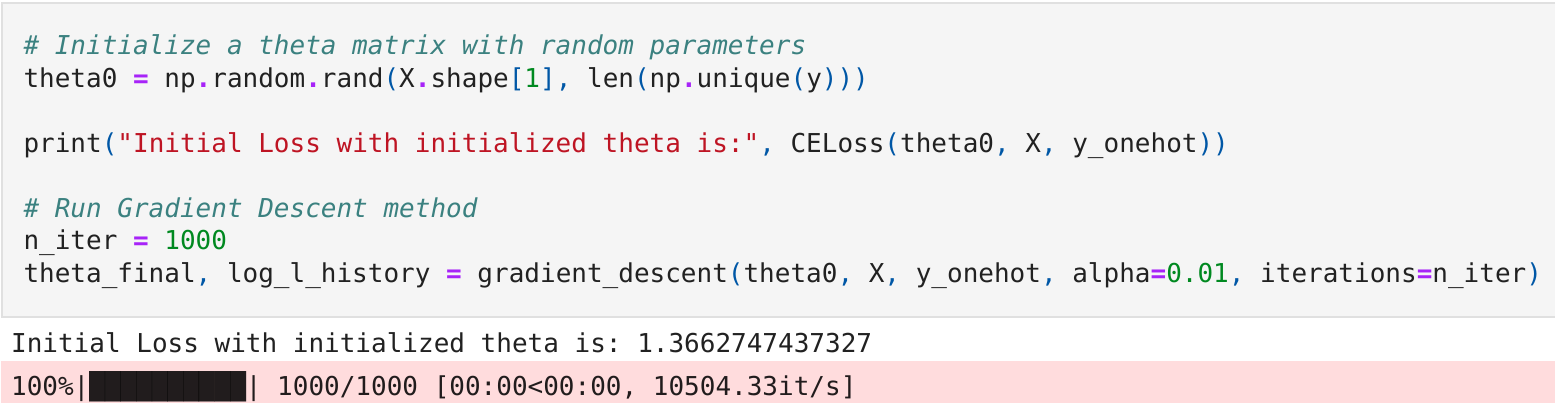 # Initialize a theta matrix with random parameters
theta0 = np.random.rand(X.shape[1], len(np.unique(y)))
print("Initial Loss with initialized theta is:", CELoss(theta0, X, y_onehot))
# Run Gradient Descent method
n_iter = 1000
theta_final, log_l_history = gradient_descent(theta0, X, y_onehot, alpha=0.01, iterations=n_iter)
Initial Loss with initialized theta is: 1.3662747437327
100%|██████████| 1000/1000 [00:00<00:00, 10504.33it/s]